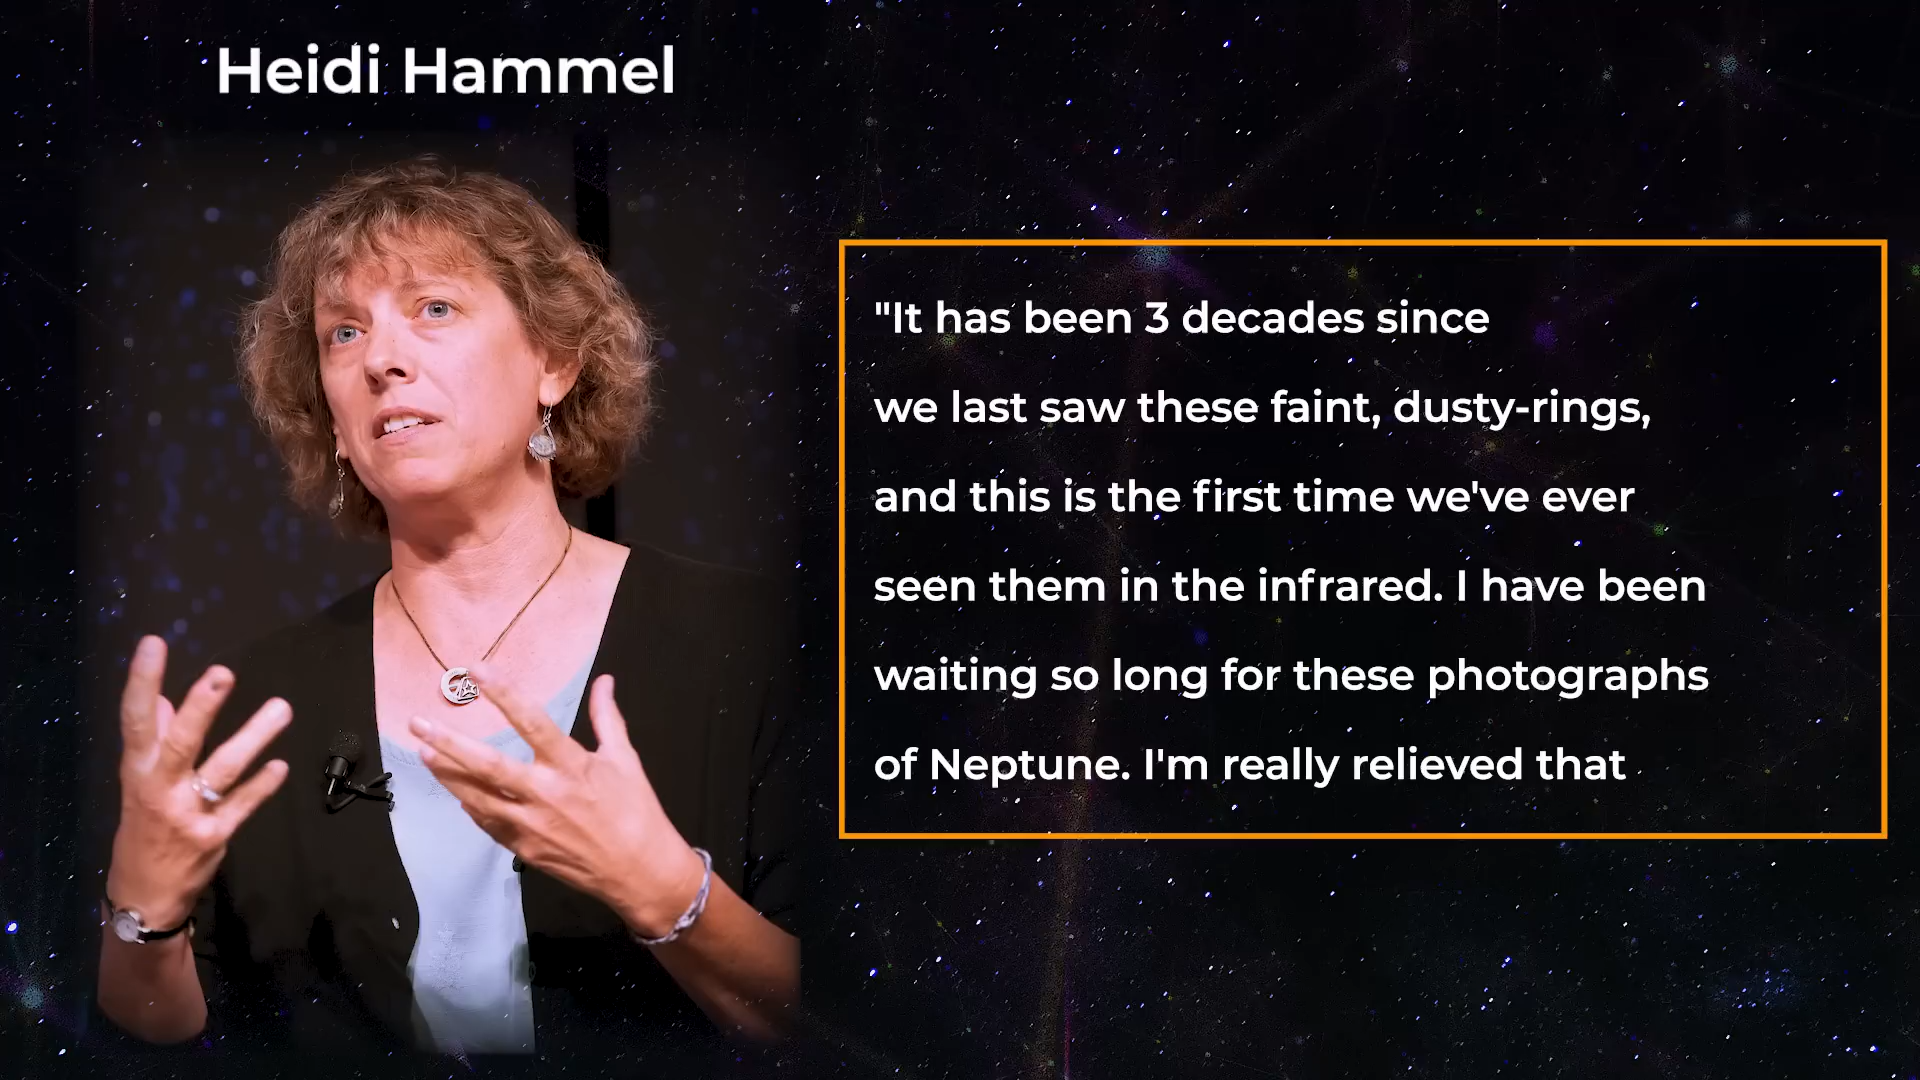 Heidi Hammel
"It has been 3 decades since
we last saw these faint, dusty-rings,
and this is the first time we've ever
seen them in the infrared. I have been
waiting so long for these photographs
of Neptune. I'm really relieved that